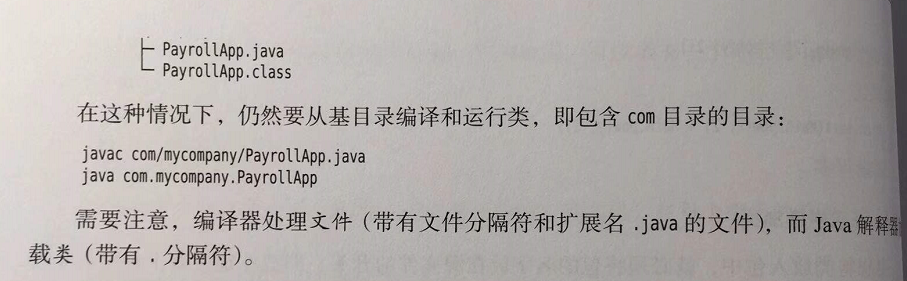 ├─ PayrollApp.java
└─ PayrollApp.class
在这种情况下，仍然要从基目录编译和运行类，即包含 com 目录的目录：
javac com/mycompany/PayrollApp.java
java com.mycompany.PayrollApp
需要注意，编译器处理文件（带有文件分隔符和扩展名 .java 的文件），而 Java 解释器
载类（带有 . 分隔符）。